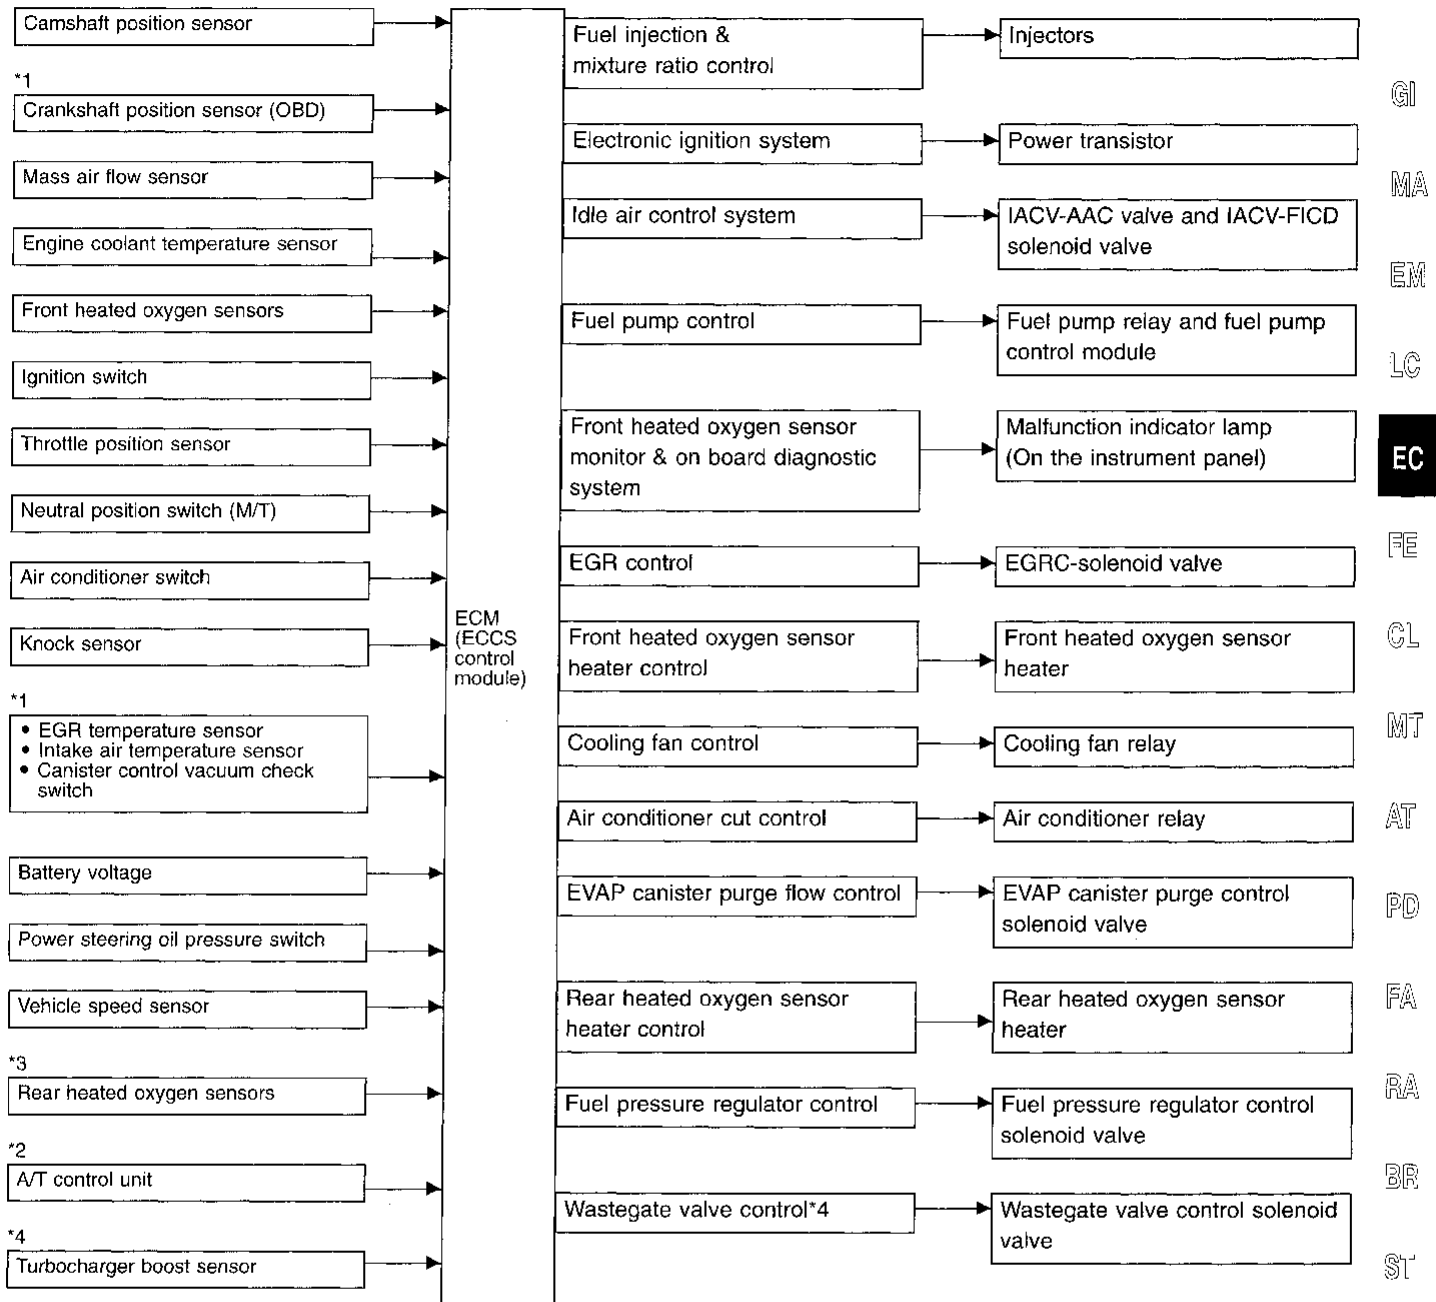 Camshaft position sensor
*1
Crankshaft position sensor (OBD)
Mass air flow sensor
Engine coolant temperature sensor
Front heated oxygen sensors
Ignition switch
Throttle position sensor
Neutral position switch (M/T)
Air conditioner switch
Knock sensor
*1
• EGR temperature sensor
• Intake air temperature sensor
• Canister control vacuum check
switch
Battery voltage
Power steering oil pressure switch
Vehicle speed sensor
*3
Rear heated oxygen sensors
*2
A/T control unit
*4
Turbocharger boost sensor
ECM
(ECCS
control
module)
Fuel injection &
mixture ratio control
Injectors
Electronic ignition system
Power transistor
Idle air control system
IACV-AAC valve and IACV-FICD
solenoid valve
Fuel pump control
Fuel pump relay and fuel pump
control module
Front heated oxygen sensor
monitor & on board diagnostic
system
Malfunction indicator lamp
(On the instrument panel)
EGR control
EGRC-solenoid valve
Front heated oxygen sensor
heater control
Front heated oxygen sensor
heater
Cooling fan control
Cooling fan relay
Air conditioner cut control
Air conditioner relay
EVAP canister purge flow control
EVAP canister purge control
solenoid valve
Rear heated oxygen sensor
heater control
Rear heated oxygen sensor
heater
Fuel pressure regulator control
Fuel pressure regulator control
solenoid valve
Wastegate valve control*4
Wastegate valve control solenoid
valve
GI
MA
EM
LC
EC
FE
CL
MT
AT
PD
FA
RA
BR
ST